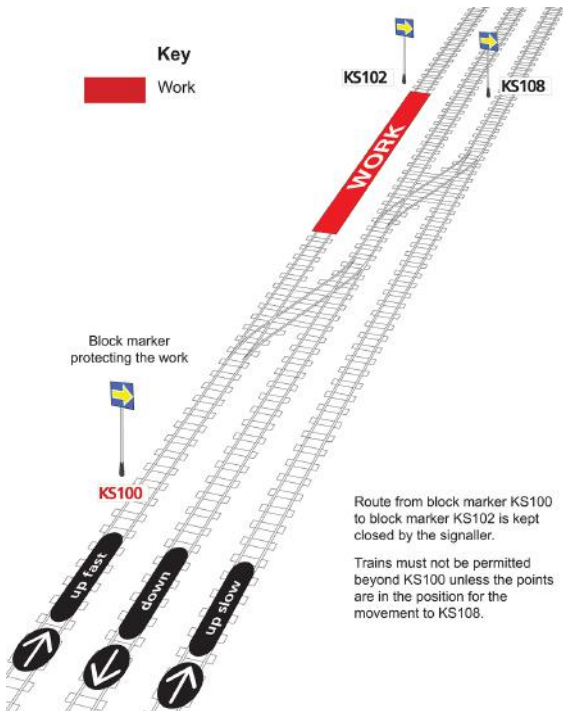 Key
Work
KS102
KS108
WORK
Block marker
protecting the work
KS100
up fast
down
up slow
Route from block marker KS100
to block marker KS102 is kept
closed by the signaller.
Trains must not be permitted
beyond KS100 unless the points
are in the position for the
movement to KS108.